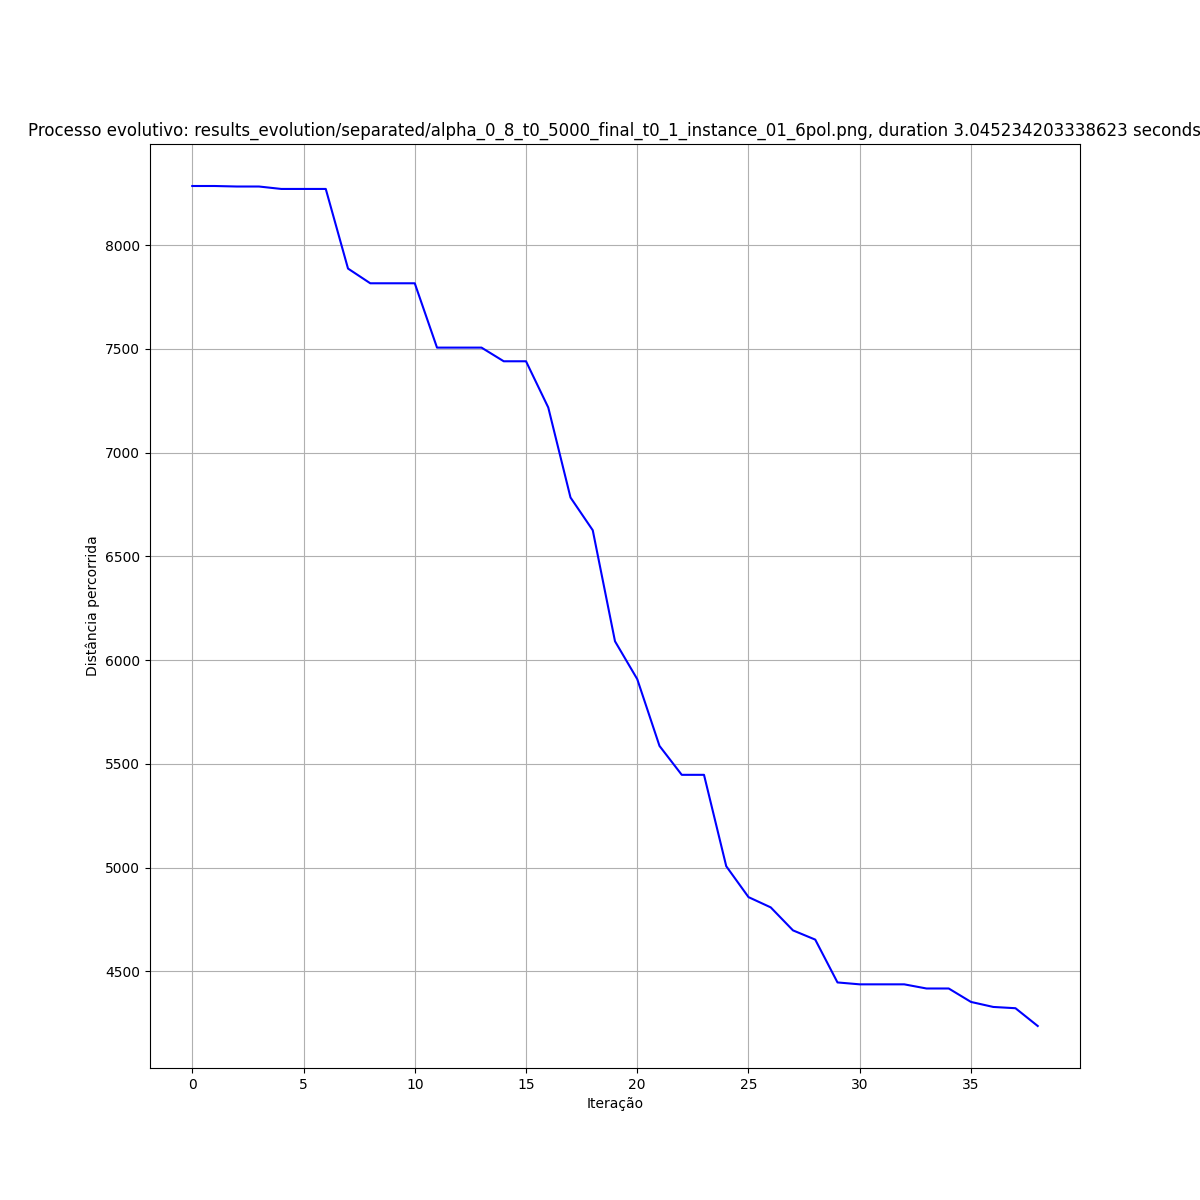 Processo evolutivo: results_evolution/separated/alpha_0_8_t0_5000_final_t0_1_instance_01_6pol.png, duration 3.045234203338623 seconds
8000
7500
7000
6500
6000
5500
5000
4500
Distância percorrida
0 5 10 15 20 25 30 35
Iteração